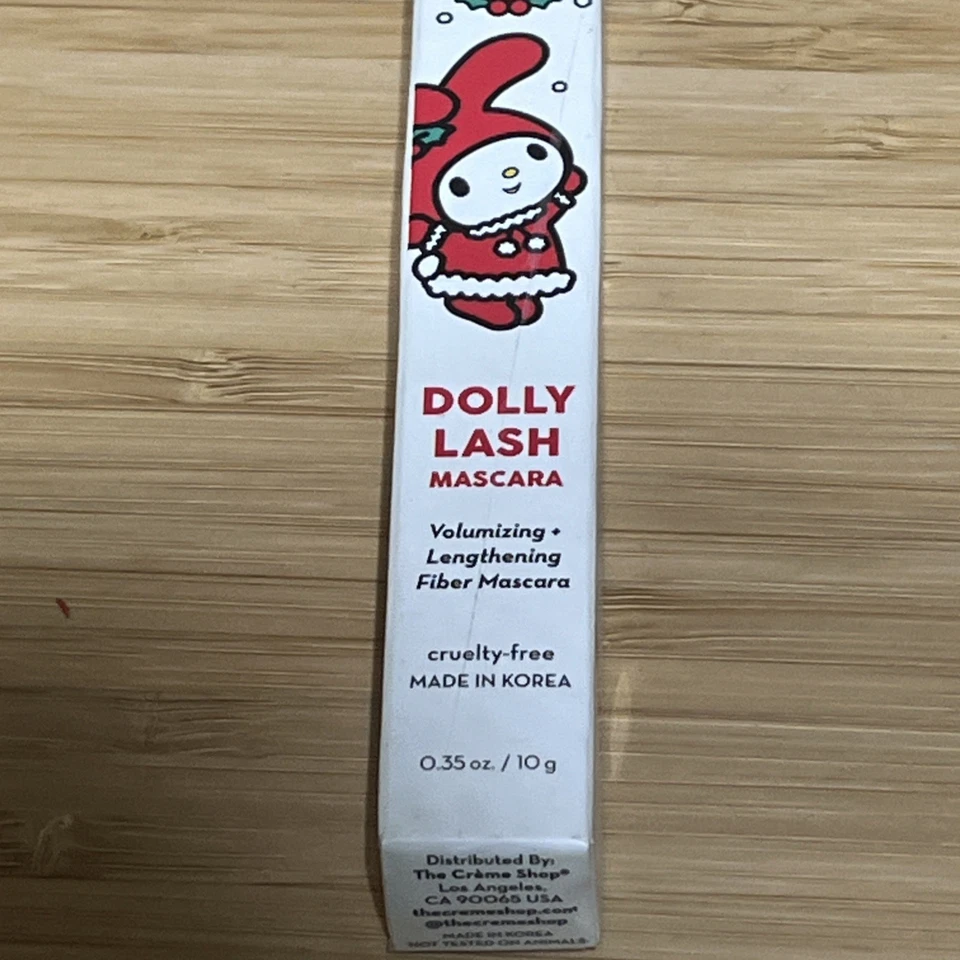 DOLLY
LASH
MASCARA
Volumizing +
Lengthening
Fiber Mascara
cruelty-free
MADE IN KOREA
0.35 oz. / 10 g
Distributed By:
The Crème Shop®
Los Angeles,
CA 90065 USA
thecremeshop.com
@thecremeshop
MADE IN KOREA
NOT TESTED ON ANIMALS